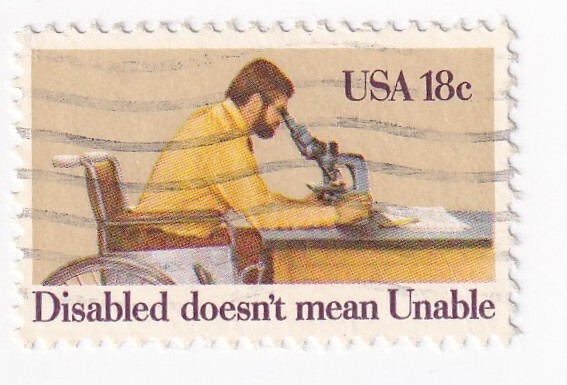 USA 18c
Disabled doesn't mean Unable